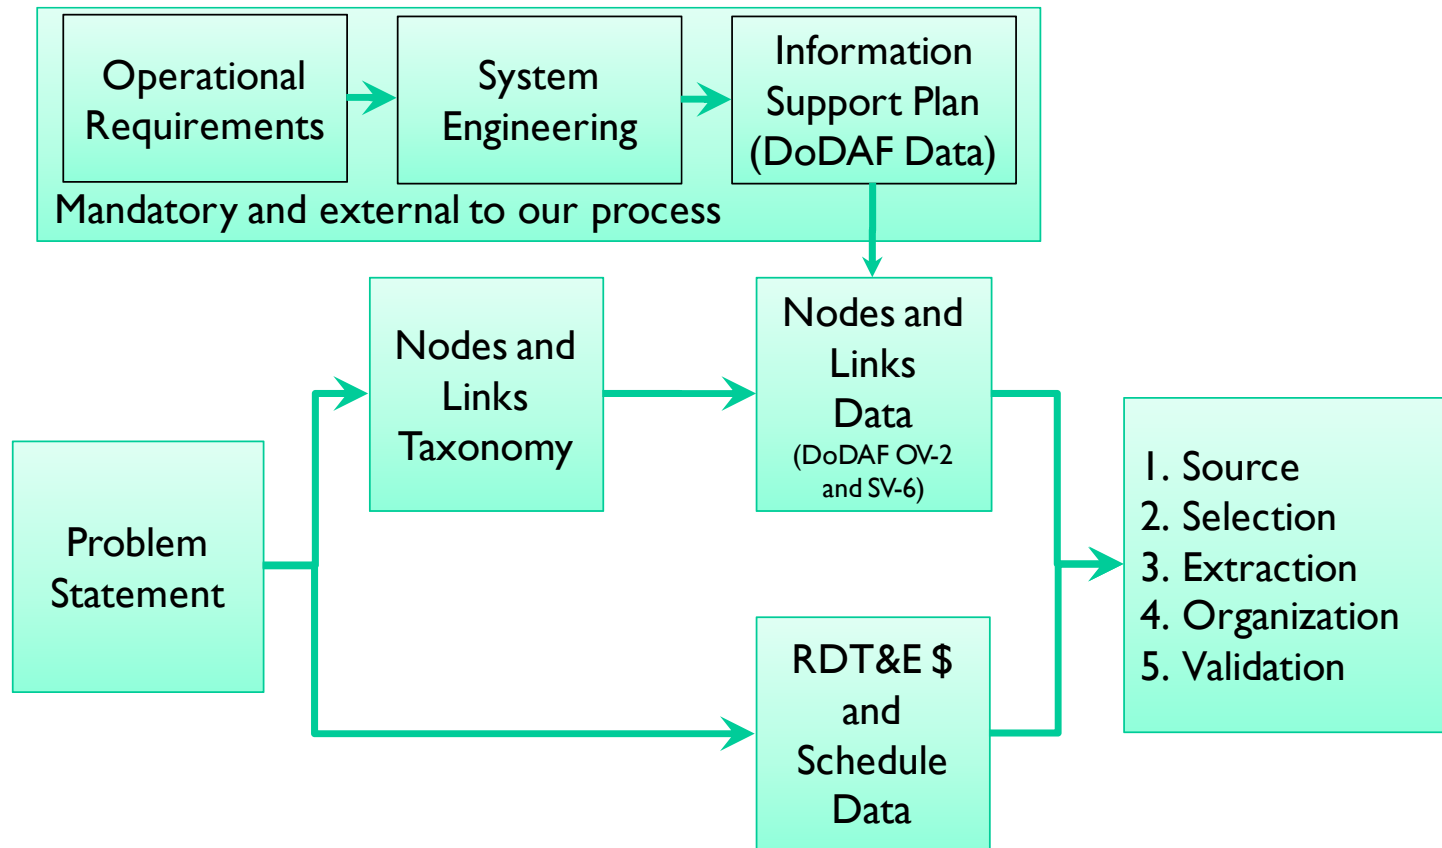 Operational
Requirements
System
Engineering
Information
Support Plan
(DoDAF Data)
Mandatory and external to our process
Nodes and
Links
Taxonomy
Nodes and
Links
Data
(DoDAF OV-2
and SV-6)
Problem
Statement
RDT&E $
and
Schedule
Data
1. Source
2. Selection
3. Extraction
4. Organization
5. Validation